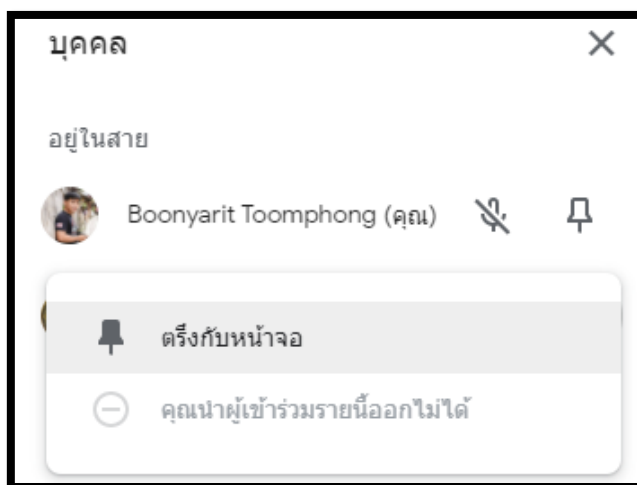 บุคคล
อยู่ในสาย
Boonyarit Toomphong (คุณ)
ตรึงกับหน้าจอ
คุณนำผู้เข้าร่วมรายนี้ออกไม่ได้